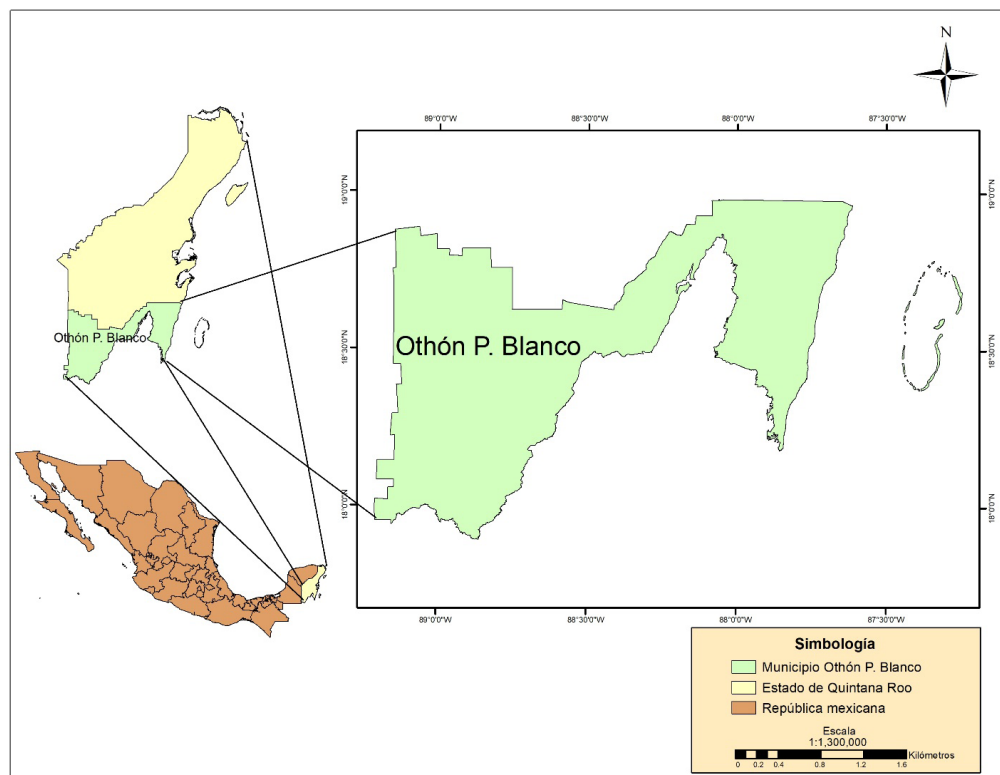 N
89°0'0"W 88°30'0"W 88°0'0"W 87°30'0"W
19°0'0"N 19°0'0"N
Othón P. Blanco
Othón P. Blanco
18°30'0"N 18°30'0"N
18°0'0"N 18°0'0"N
89°0'0"W 88°30'0"W 88°0'0"W 87°30'0"W
Simbología
Municipio Othón P. Blanco
Estado de Quintana Roo
República mexicana
Escala
1:1,300,000
Kilómetros
0 0.2 0.4 0.8 1.2 1.6